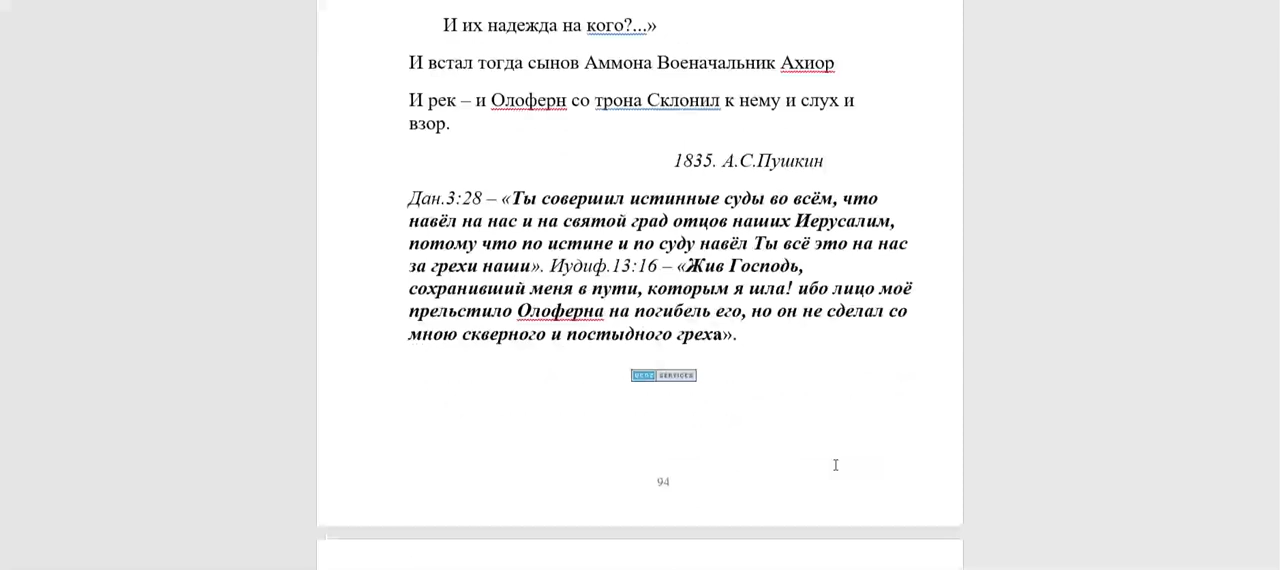 И их надежда на кого?...»
И встал тогда сынов Аммона Военачальник Ахиор
И рек – и Олоферн со трона Склонил к нему и слух и
взор.
1835. А.С.Пушкин
Дан.3:28 – «Ты совершил истинные суды во всём, что
навёл на нас и на святой град отцов наших Иерусалим,
потому что по истине и по суду навёл Ты всё это на нас
за грехи наши». Иудиф.13:16 – «Жив Господь,
сохранивший меня в пути, которым я шла! ибо лицо моё
прельстило Олоферна на погибель его, но он не сделал со
мною скверного и постыдного греха».
SERVICES
94